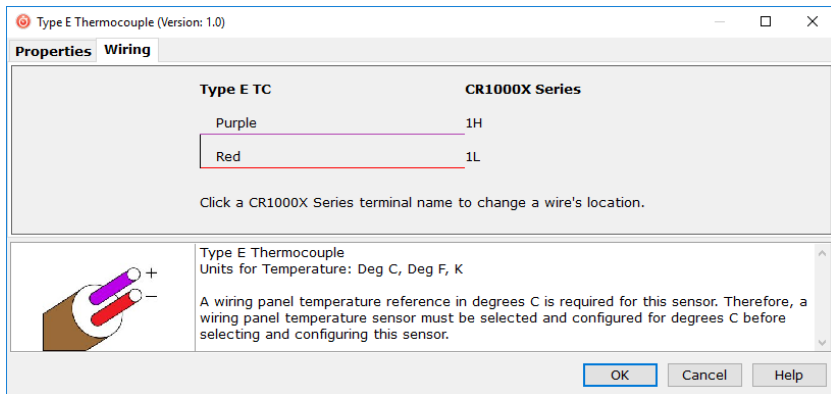 Type E Thermocouple (Version: 1.0)
Properties Wiring
Type E TC CR1000X Series
Purple 1H
Red 1L
Click a CR1000X Series terminal name to change a wire's location.
+
−
Type E Thermocouple
Units for Temperature: Deg C, Deg F, K
A wiring panel temperature reference in degrees C is required for this sensor. Therefore, a
wiring panel temperature sensor must be selected and configured for degrees C before
selecting and configuring this sensor.
OK Cancel Help